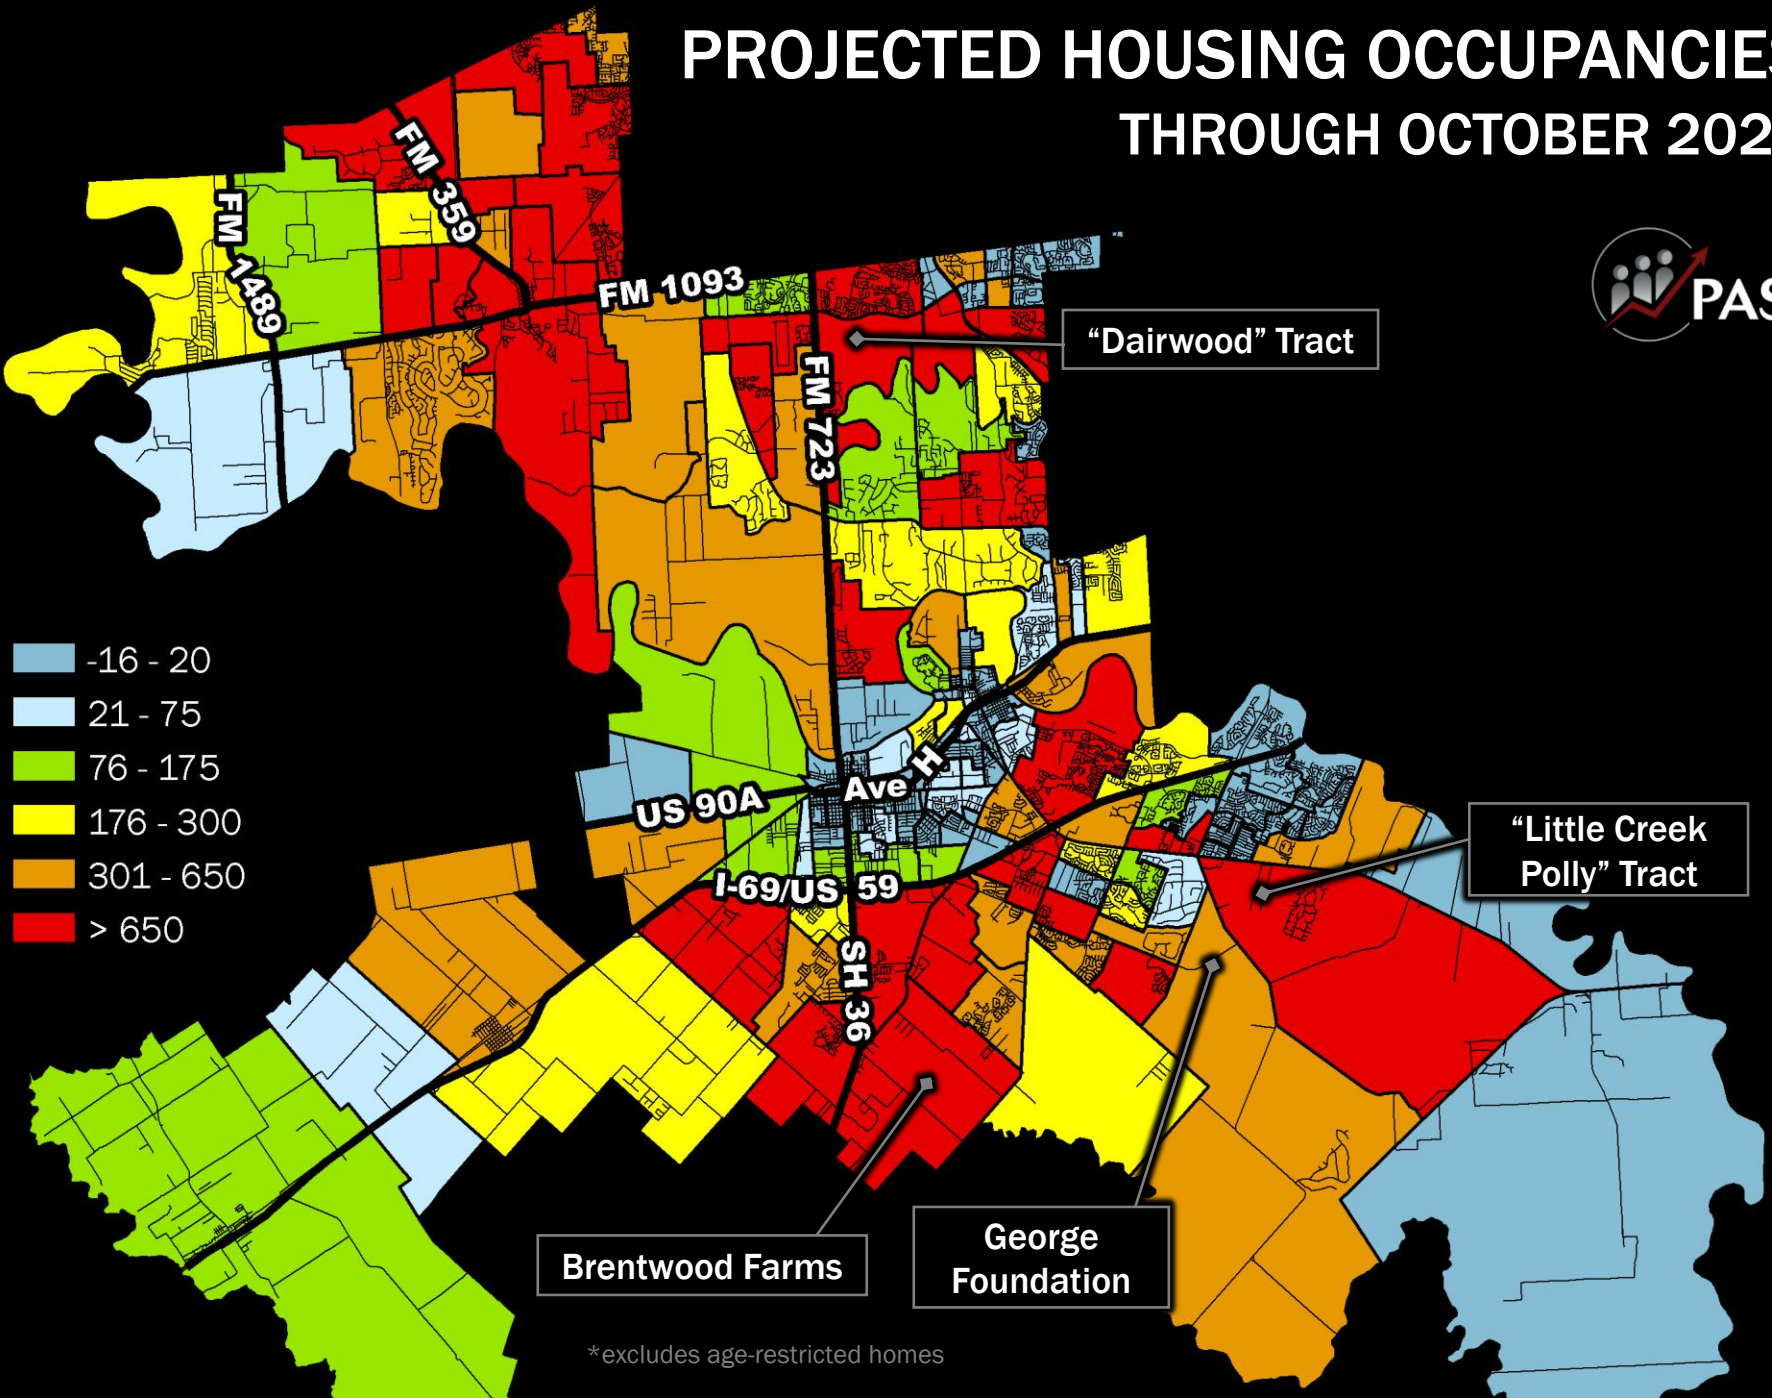 PROJECTED HOUSING OCCUPANCIES
THROUGH OCTOBER 202
PAS
FM 359
FM 1489
FM 1093
"Dairwood" Tract
FM 723
-16 - 20
21 - 75
76 - 175
176 - 300
301 - 650
> 650
Ave H
US 90A
I-69/US 59
SH 36
"Little Creek
Polly" Tract
Brentwood Farms
George
Foundation
*excludes age-restricted homes